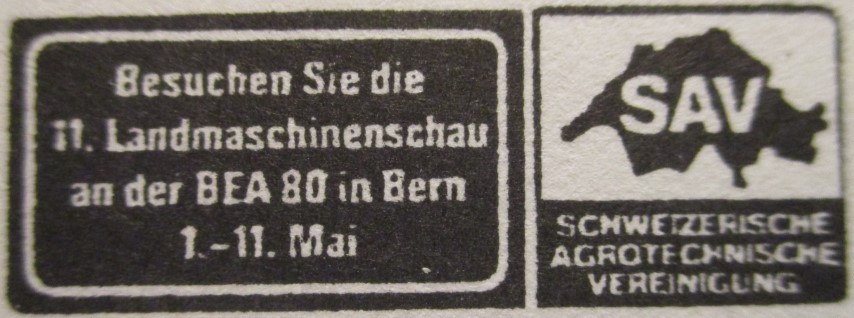 Besuchen Sie die
11. Landmaschinenschau
an der BEA 80 in Bern
1.-11. Mai
SAV
SCHWEIZERISCHE
AGROTECHNISCHE
VEREINIGUNG